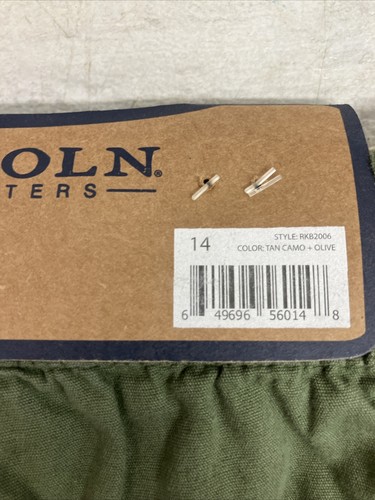 OLN®
TERS
14
STYLE: RKB2006
COLOR: TAN CAMO + OLIVE
6 49696 56014 8